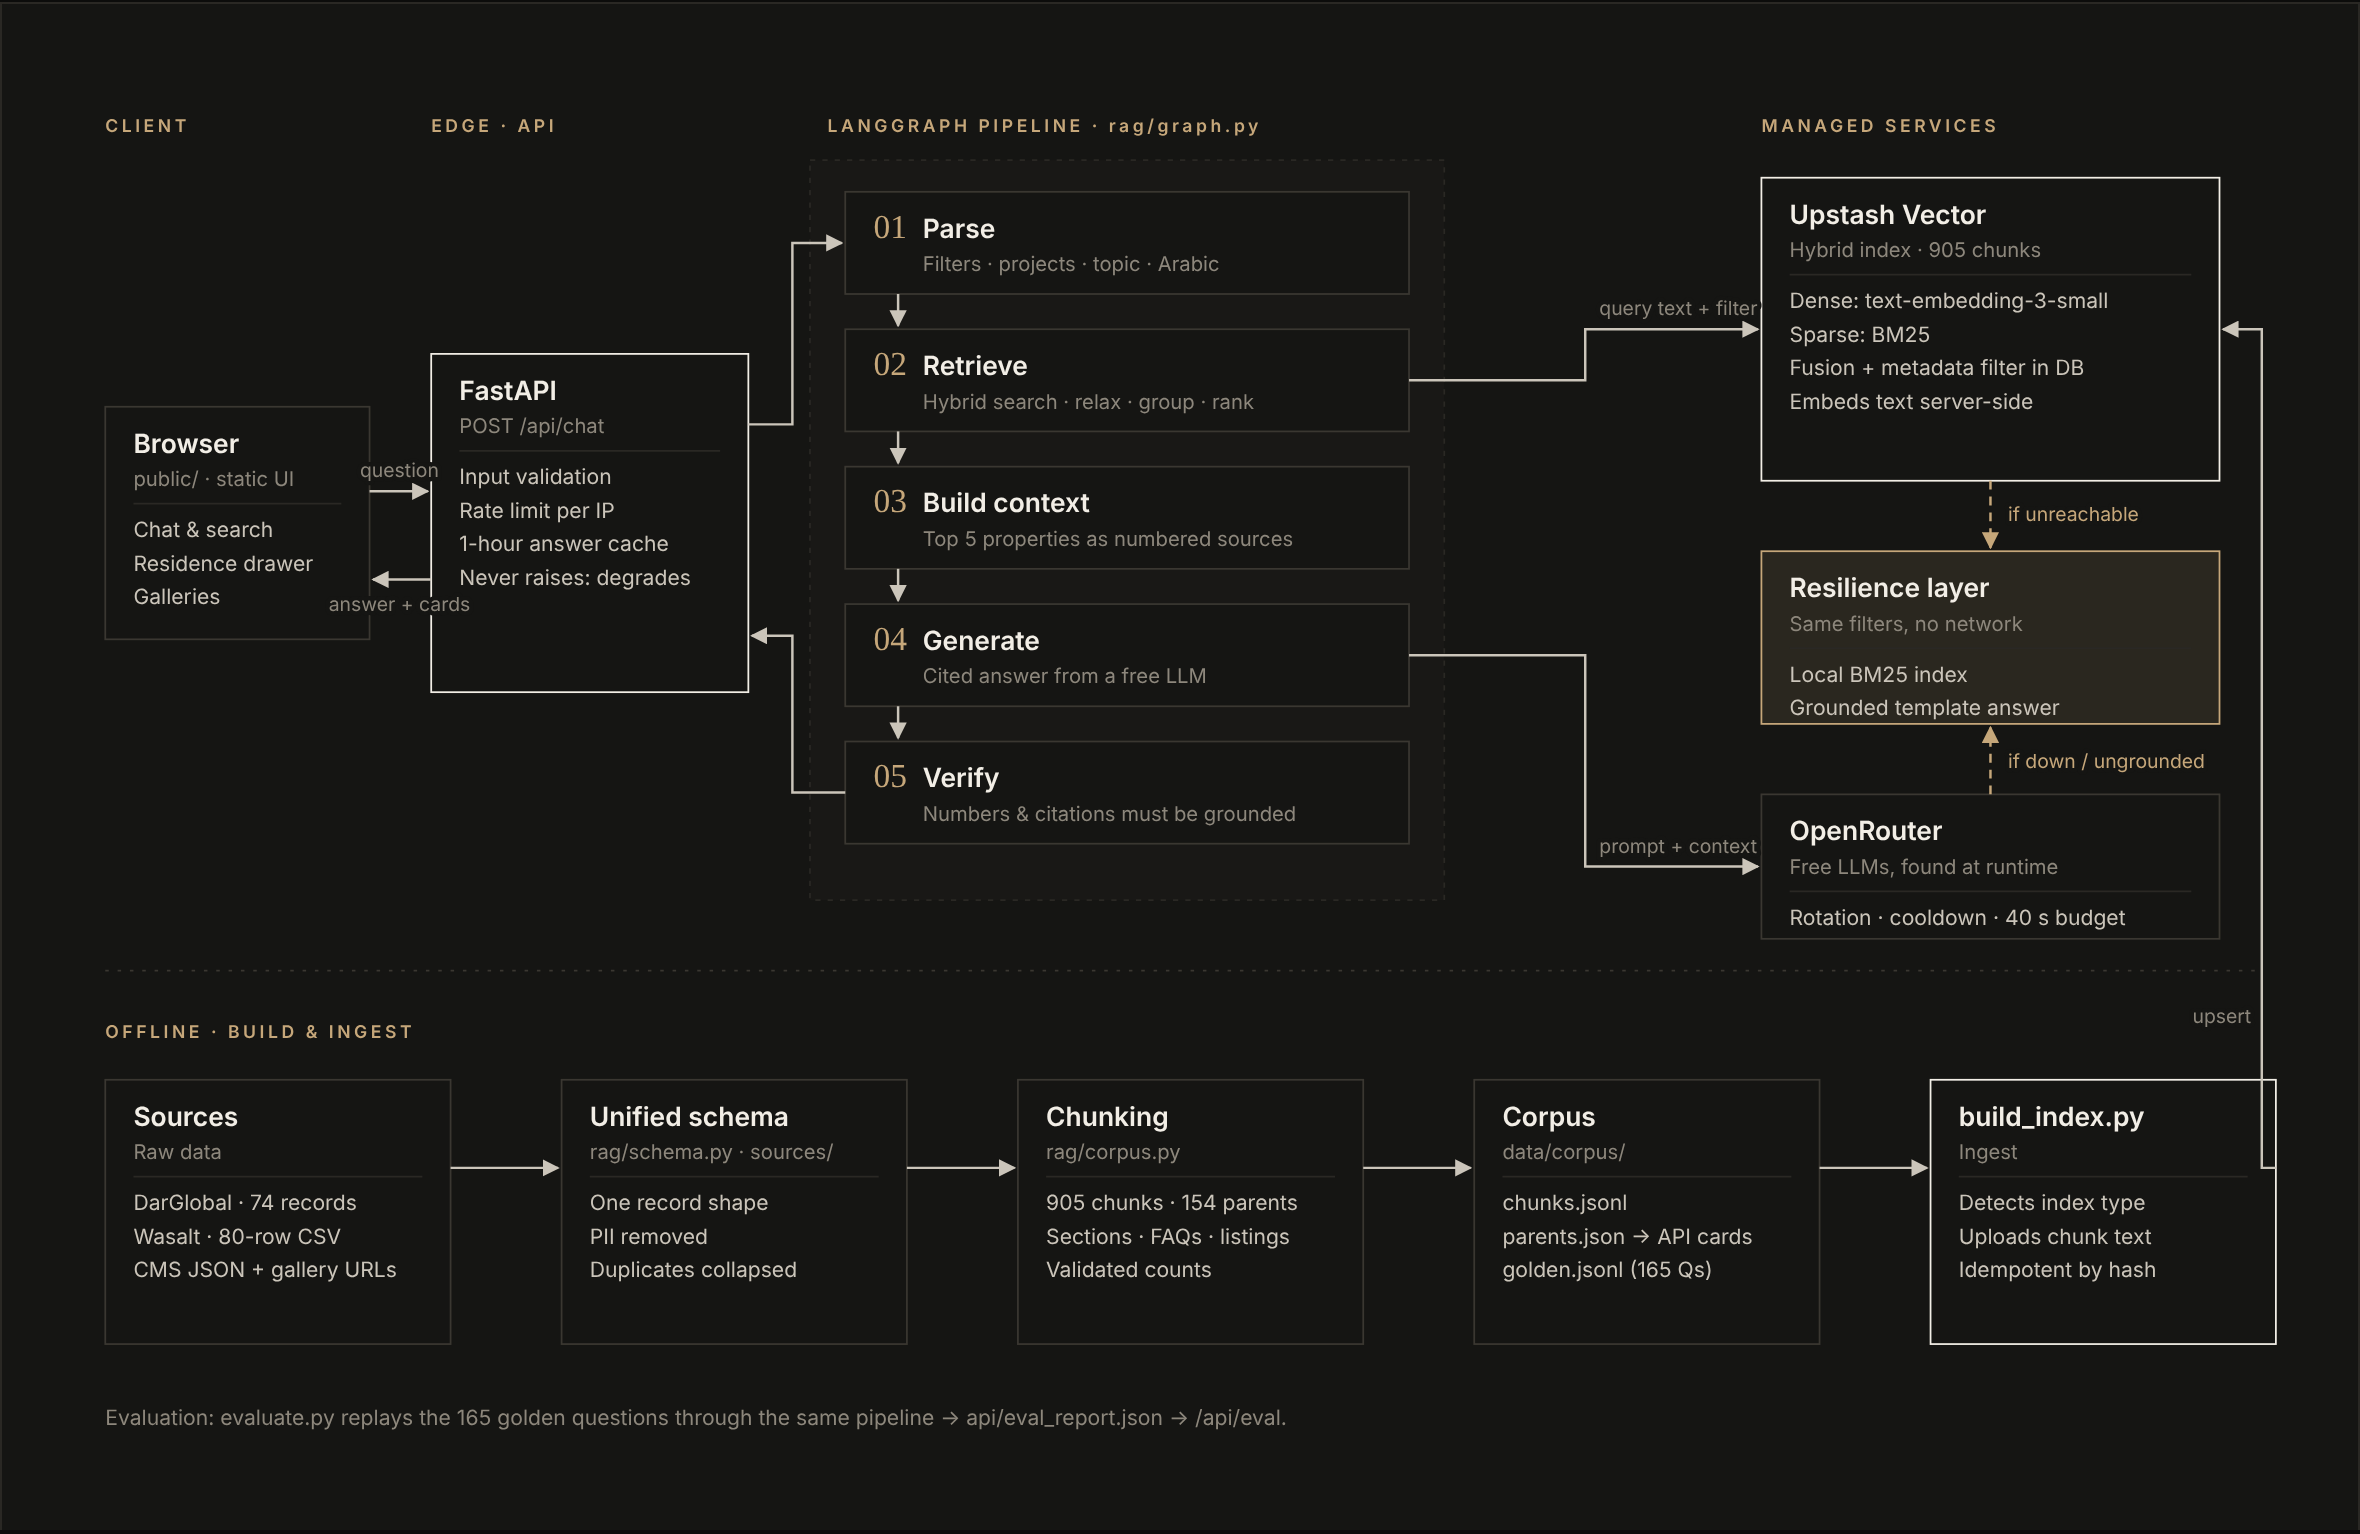 CLIENT
EDGE · API
LANGGRAPH PIPELINE · rag/graph.py
MANAGED SERVICES
Browser
public/ · static UI
Chat & search
Residence drawer
Galleries
question
answer + cards
FastAPI
POST /api/chat
Input validation
Rate limit per IP
1-hour answer cache
Never raises: degrades
01 Parse
Filters · projects · topic · Arabic
02 Retrieve
Hybrid search · relax · group · rank
03 Build context
Top 5 properties as numbered sources
04 Generate
Cited answer from a free LLM
05 Verify
Numbers & citations must be grounded
query text + filter
prompt + context
Upstash Vector
Hybrid index · 905 chunks
Dense: text-embedding-3-small
Sparse: BM25
Fusion + metadata filter in DB
Embeds text server-side
if unreachable
Resilience layer
Same filters, no network
Local BM25 index
Grounded template answer
if down / ungrounded
OpenRouter
Free LLMs, found at runtime
Rotation · cooldown · 40 s budget
upsert
OFFLINE · BUILD & INGEST
Sources
Raw data
DarGlobal · 74 records
Wasalt · 80-row CSV
CMS JSON + gallery URLs
Unified schema
rag/schema.py · sources/
One record shape
PII removed
Duplicates collapsed
Chunking
rag/corpus.py
905 chunks · 154 parents
Sections · FAQs · listings
Validated counts
Corpus
data/corpus/
chunks.jsonl
parents.json → API cards
golden.jsonl (165 Qs)
build_index.py
Ingest
Detects index type
Uploads chunk text
Idempotent by hash
Evaluation: evaluate.py replays the 165 golden questions through the same pipeline → api/eval_report.json → /api/eval.